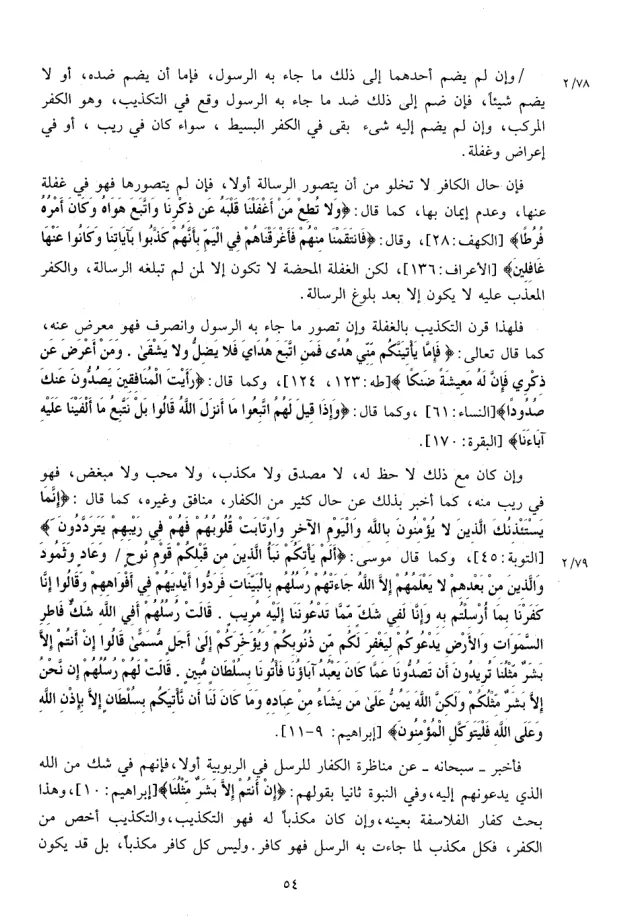 ٢/٧٨ / وإن لم يضم أحدهما إلى ذلك ما جاء به الرسول، فإما أن يضم ضده، أو لا
يضم شيئاً، فإن ضم إلى ذلك ضد ما جاء به الرسول وقع في التكذيب، وهو الكفر
المركب، وإن لم يضم إليه شىء بقى في الكفر البسيط ، سواء كان في ريب ، أو في
إعراض وغفلة.
فإن حال الكافر لا تخلو من أن يتصور الرسالة أولا، فإن لم يتصورها فهو في غفلة
عنها، وعدم إيمان بها، كما قال: ﴿وَلا تُطِعْ مَنْ أَغْفَلْنَا قَلْبَهُ عَن ذِكْرِنَا وَاتَّبَعَ هَوَاهُ وَكَانَ أَمْرُهُ
فُرُطًا﴾ [الكهف:٢٨]، وقال: ﴿فَانتَقَمْنَا مِنْهُمْ فَأَغْرَقْنَاهُمْ فِي الْيَمِّ بِأَنَّهُمْ كَذَّبُوا بِآيَاتِنَا وَكَانُوا عَنْهَا
غَافِلِينَ﴾ [الأعراف:١٣٦]، لكن الغفلة المحضة لا تكون إلا لمن لم تبلغه الرسالة، والكفر
المعذب عليه لا يكون إلا بعد بلوغ الرسالة.
فلهذا قرن التكذيب بالغفلة وإن تصور ما جاء به الرسول وانصرف فهو معرض عنه،
كما قال تعالى: ﴿ فَإِمَّا يَأْتِيَنَّكُم مِّنِّي هُدًى فَمَنِ اتَّبَعَ هُدَايَ فَلا يَضِلُّ وَلا يَشْقَىٰ . وَمَنْ أَعْرَضَ عَن
ذِكْرِي فَإِنَّ لَهُ مَعِيشَةً ضَنكًا ﴾[طه:١٢٣، ١٢٤]، وكما قال: ﴿رَأَيْتَ الْمُنَافِقِينَ يَصُدُّونَ عَنكَ
صُدُودًا﴾[النساء:٦١] ،وكما قال: ﴿وَإِذَا قِيلَ لَهُمُ اتَّبِعُوا مَا أَنزَلَ اللَّهُ قَالُوا بَلْ نَتَّبِعُ مَا أَلْفَيْنَا عَلَيْهِ
آبَاءَنَا﴾ [البقرة:١٧٠].
وإن كان مع ذلك لا حظ له، لا مصدق ولا مكذب، ولا محب ولا مبغض، فهو
في ريب منه، كما أخبر بذلك عن حال كثير من الكفار، منافق وغيره، كما قال : ﴿إِنَّمَا
يَسْتَئْذِنُكَ الَّذِينَ لا يُؤْمِنُونَ بِاللَّهِ وَالْيَوْمِ الآخِرِ وَارْتَابَتْ قُلُوبُهُمْ فَهُمْ فِي رَيْبِهِمْ يَتَرَدَّدُونَ ﴾
٢/٧٩ [التوبة:٤٥]، وكما قال موسى: ﴿أَلَمْ يَأْتِكُمْ نَبَأُ الَّذِينَ مِن قَبْلِكُمْ قَوْمِ نُوحٍ / وَعَادٍ وَثَمُودَ
وَالَّذِينَ مِنْ بَعْدِهِمْ لا يَعْلَمُهُمْ إِلاَّ اللَّهُ جَاءَتْهُمْ رُسُلُهُم بِالْبَيِّنَاتِ فَرَدُّوا أَيْدِيَهُمْ فِي أَفْوَاهِهِمْ وَقَالُوا إِنَّا
كَفَرْنَا بِمَا أُرْسِلْتُم بِهِ وَإِنَّا لَفِي شَكٍّ مِّمَّا تَدْعُونَنَا إِلَيْهِ مُرِيبٍ . قَالَتْ رُسُلُهُمْ أَفِي اللَّهِ شَكٌّ فَاطِرِ
السَّمَوَاتِ وَالأَرْضِ يَدْعُوكُمْ لِيَغْفِرَ لَكُم مِّن ذُنُوبِكُمْ وَيُؤَخِّرَكُمْ إِلَىٰ أَجَلٍ مُّسَمًّى قَالُوا إِنْ أَنتُمْ إِلاَّ
بَشَرٌ مِّثْلُنَا تُرِيدُونَ أَن تَصُدُّونَا عَمَّا كَانَ يَعْبُدُ آبَاؤُنَا فَأْتُونَا بِسُلْطَانٍ مُّبِينٍ . قَالَتْ لَهُمْ رُسُلُهُمْ إِن نَّحْنُ
إِلاَّ بَشَرٌ مِّثْلُكُمْ وَلَكِنَّ اللَّهَ يَمُنُّ عَلَىٰ مَن يَشَاءُ مِنْ عِبَادِهِ وَمَا كَانَ لَنَا أَن نَّأْتِيَكُم بِسُلْطَانٍ إِلاَّ بِإِذْنِ اللَّهِ
وَعَلَى اللَّهِ فَلْيَتَوَكَّلِ الْمُؤْمِنُونَ﴾ [إبراهيم: ٩-١١].
فأخبر ـ سبحانه ـ عن مناظرة الكفار للرسل في الربوبية أولا، فإنهم في شك من الله
الذي يدعونهم إليه،وفي النبوة ثانيا بقولهم: ﴿إِنْ أَنتُمْ إِلاَّ بَشَرٌ مِّثْلُنَا﴾[إبراهيم: ١٠]،وهذا
بحث كفار الفلاسفة بعينه،وإن كان مكذباً له فهو التكذيب،والتكذيب أخص من
الكفر، فكل مكذب لما جاءت به الرسل فهو كافر.وليس كل كافر مكذباً، بل قد يكون
٥٤